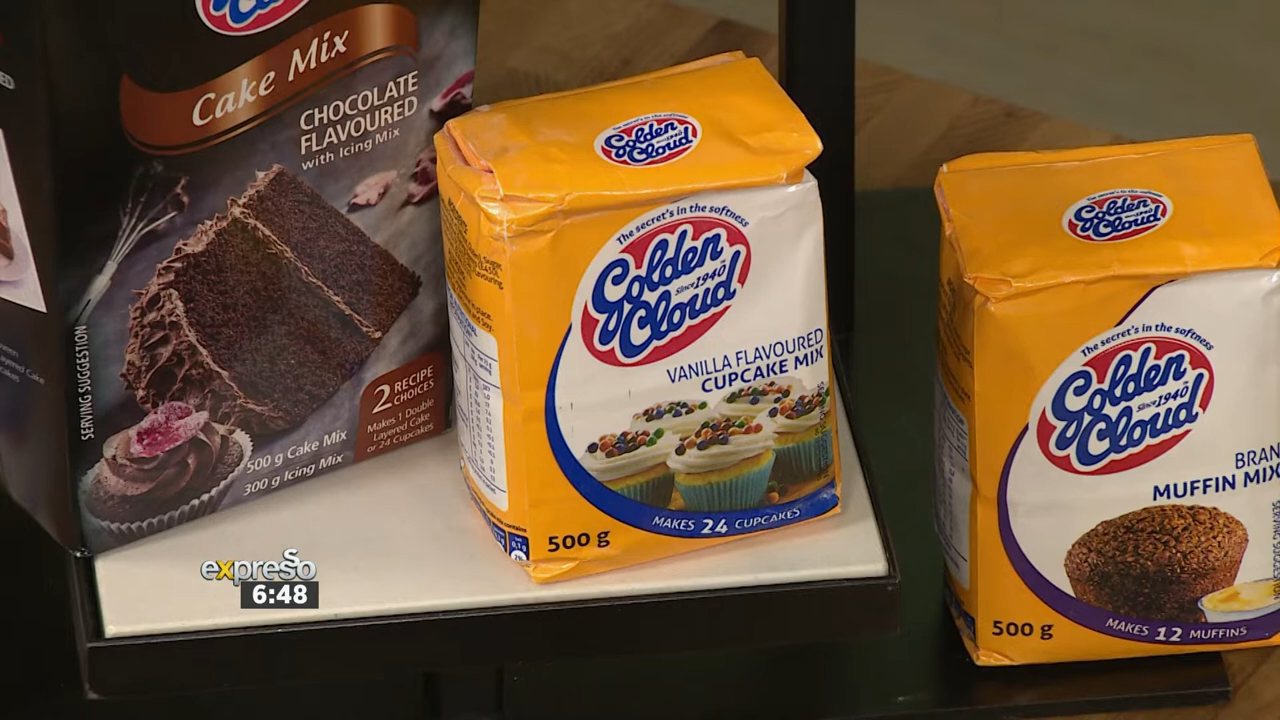 Cake Mix
CHOCOLATE
FLAVOURED
with Icing Mix
SERVING SUGGESTION
2 RECIPE
CHOICES
Makes 1 Double
Layered Cake
or 24 Cupcakes
500 g Cake Mix
300 g Icing Mix
Golden
Since 1940
Cloud
The secret's in the softness
Golden
Since 1940
Cloud
VANILLA FLAVOURED
CUPCAKE MIX
MAKES 24 CUPCAKES
500 g
Golden
Cloud
The secret's in the softness
Golden
Since 1940
Cloud
BRAN
MUFFIN MIX
MAKES 12 MUFFINS
500 g
expresso
6:48